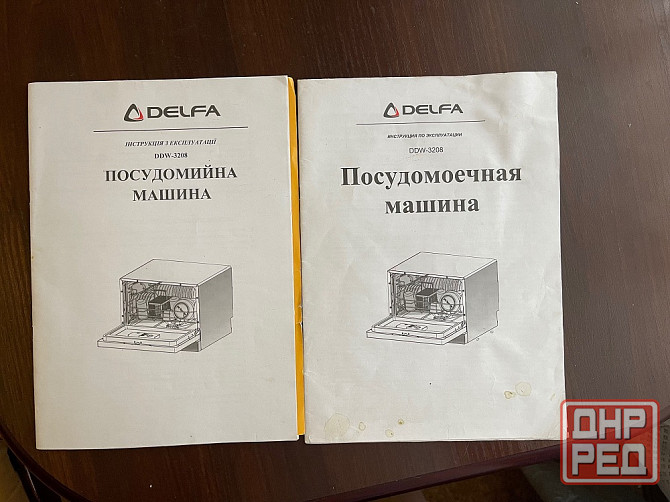 DELFA
ІНСТРУКЦІЯ З ЕКСПЛУАТАЦІЇ
DDW-3208
ПОСУДОМИЙНА
МАШИНА
DELFA
ИНСТРУКЦИЯ ПО ЭКСПЛУАТАЦИИ
DDW-3208
Посудомоечная
машина
ДНР
РЕД